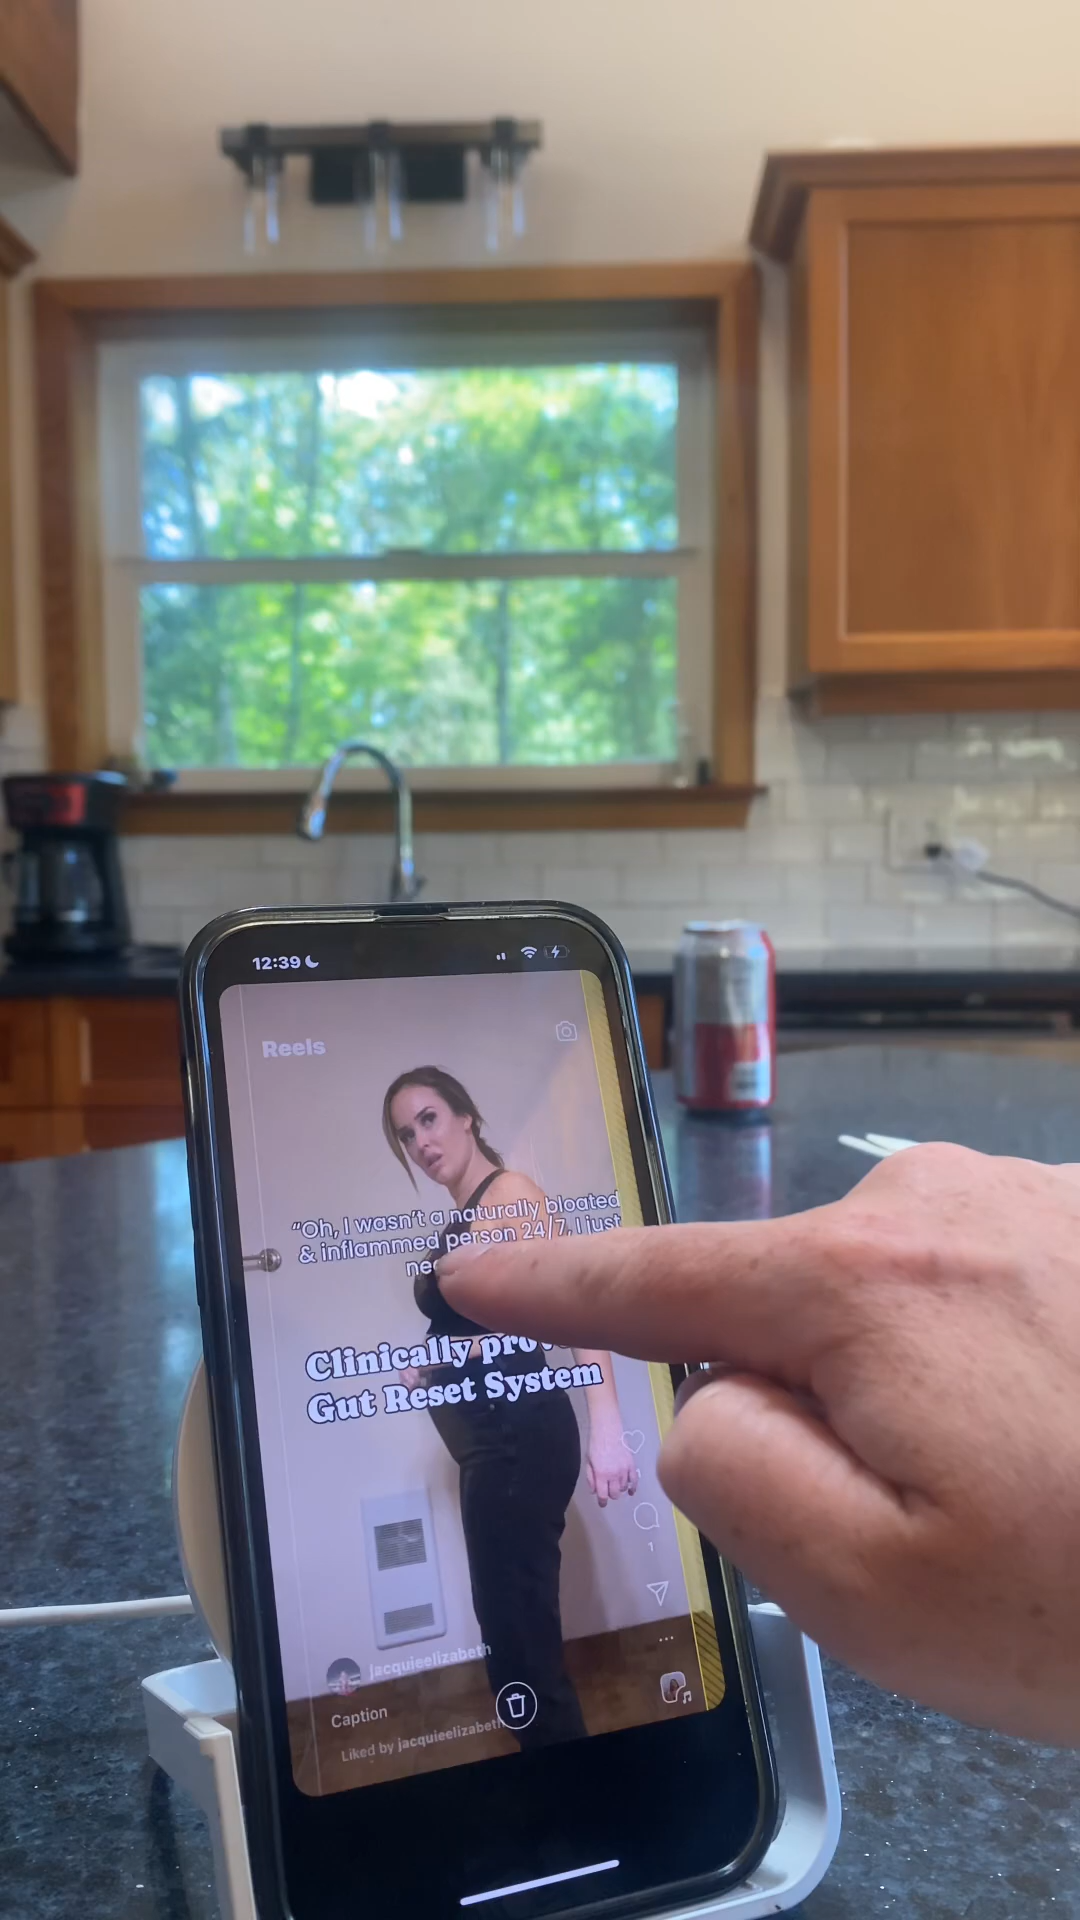 12:39
Reels
“Oh, I wasn't a naturally bloated
& inflammed person 24/7, I just
Clinically
Gut Reset System
1
jacquieelizabeth
Caption
Liked by jacquieelizabeth